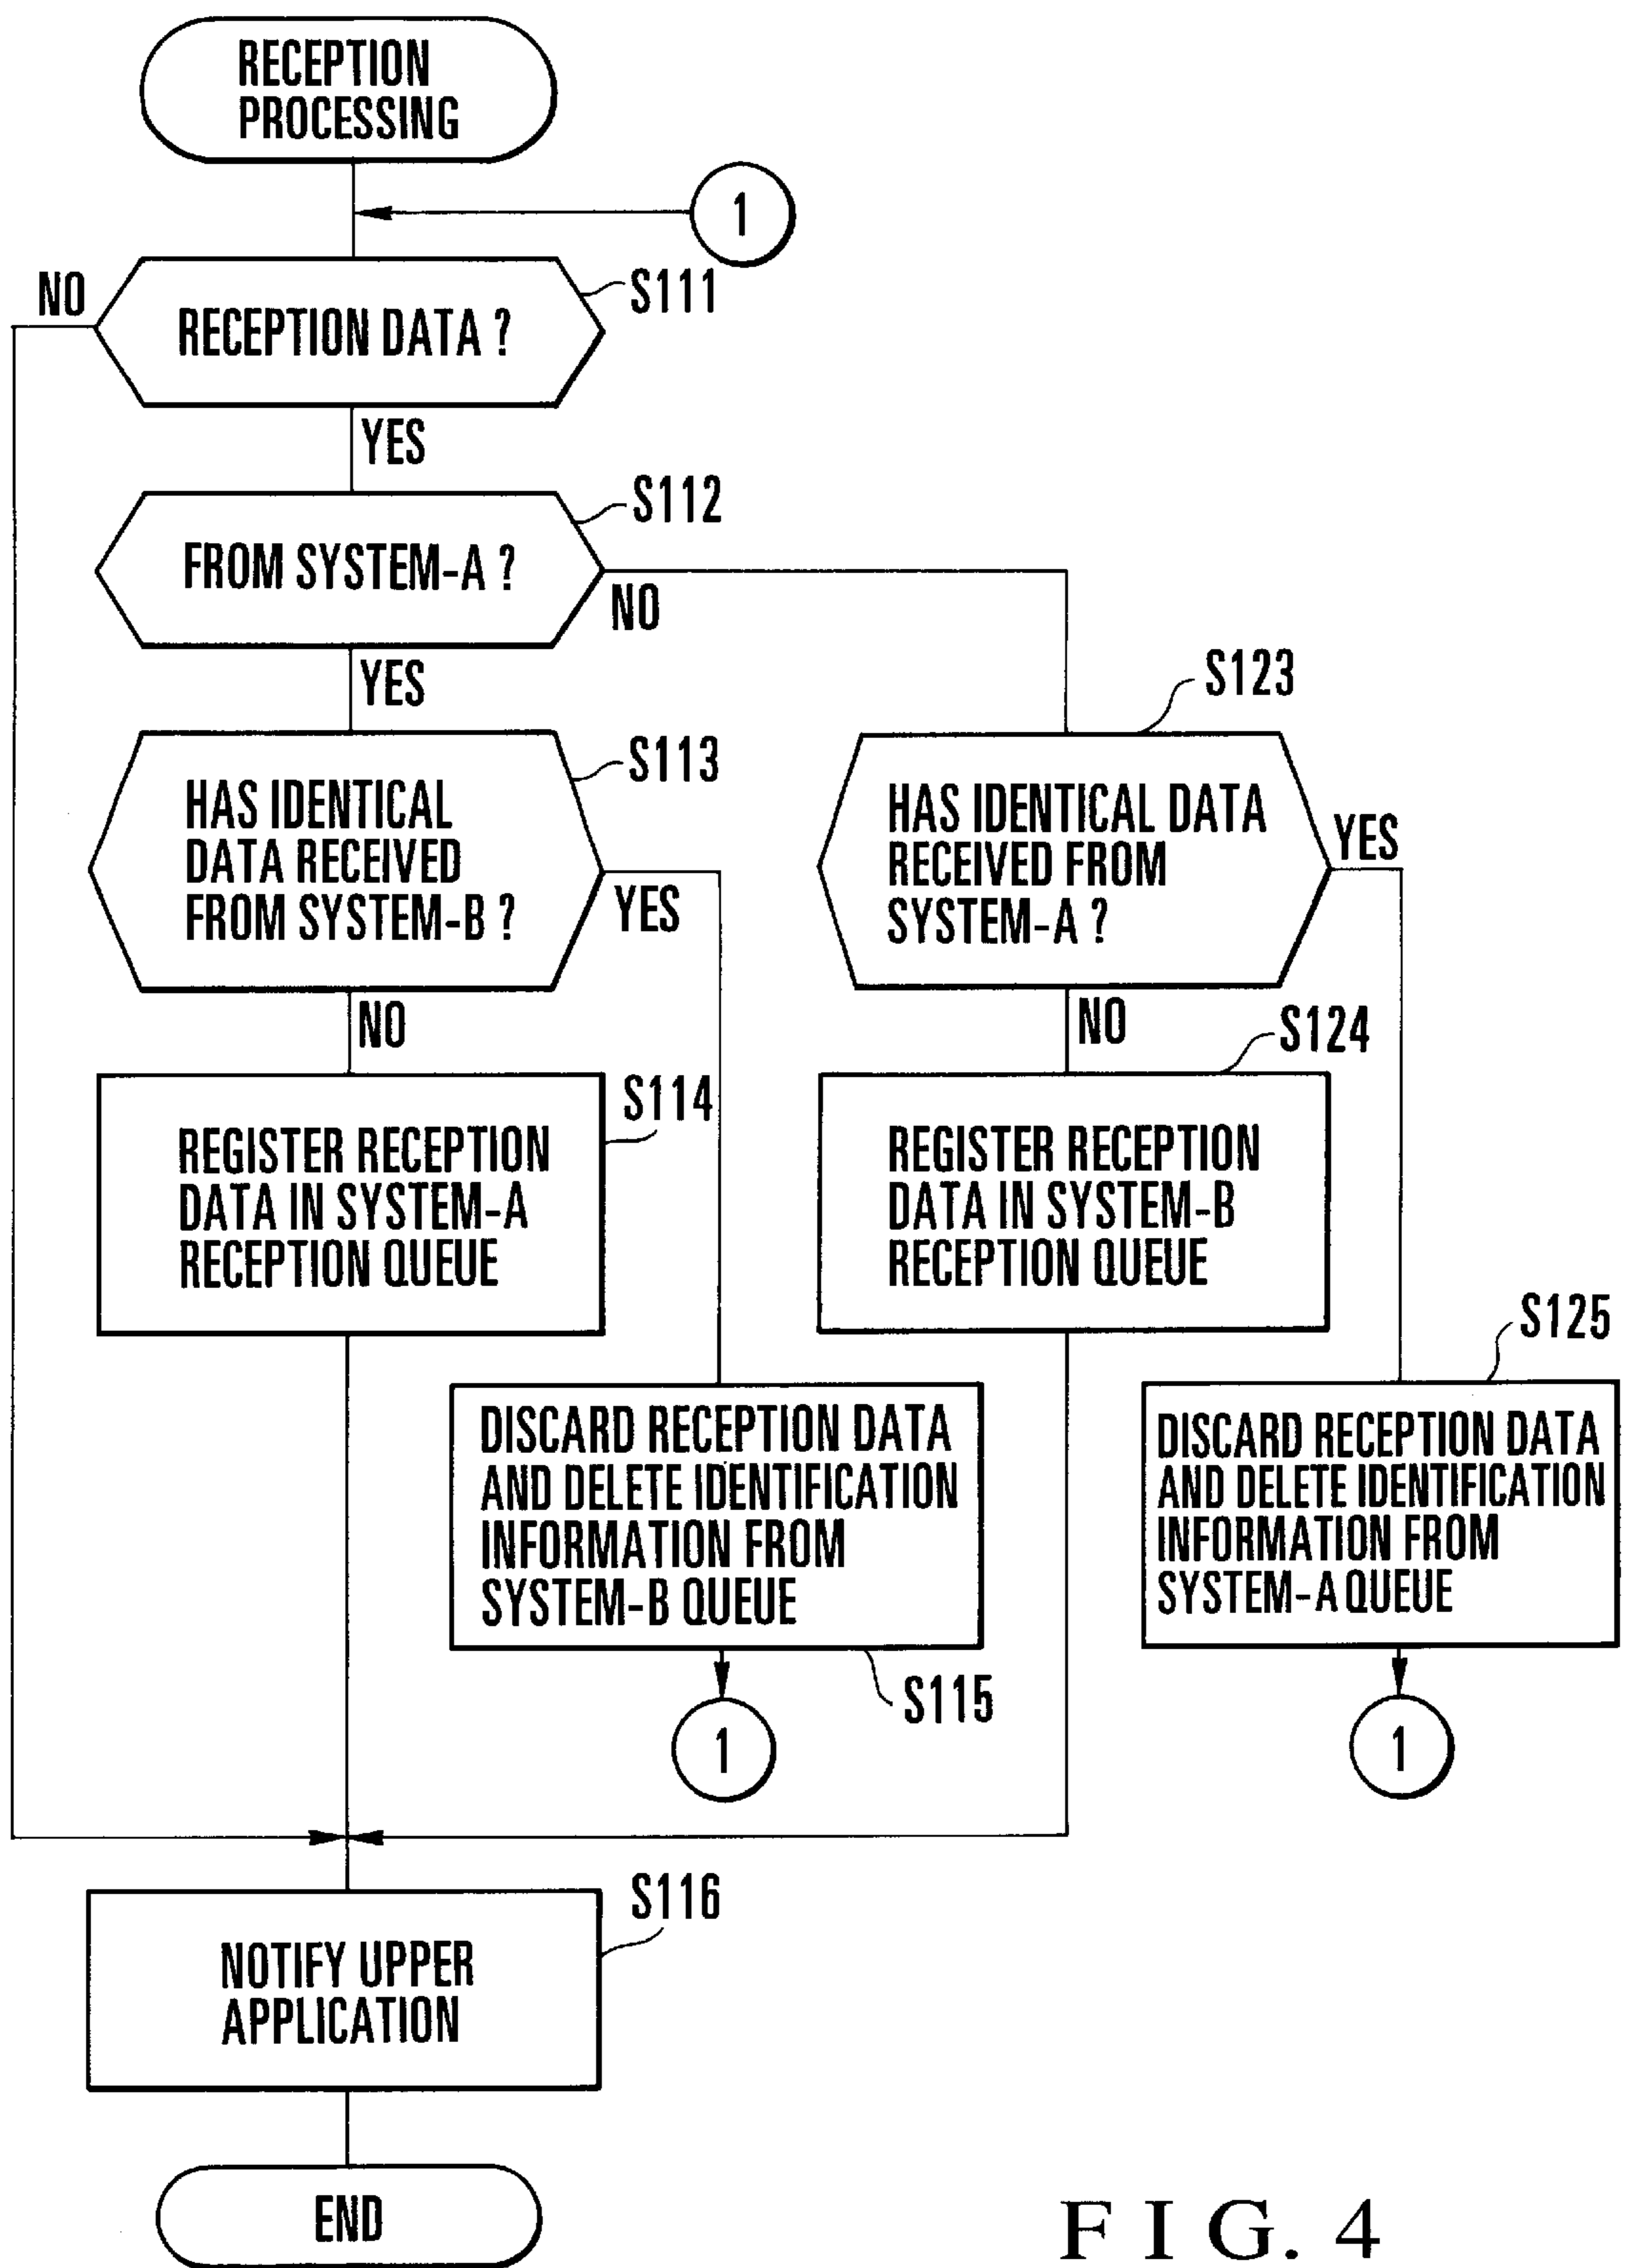 RECEPTION
PROCESSING
1
NO
S111
RECEPTION DATA ?
YES
S112
FROM SYSTEM-A ?
NO
YES
S123
S113
HAS IDENTICAL
DATA RECEIVED
FROM SYSTEM-B ?
YES
HAS IDENTICAL DATA
RECEIVED FROM
SYSTEM-A ?
YES
NO
NO
S124
S114
REGISTER RECEPTION
DATA IN SYSTEM-A
RECEPTION QUEUE
REGISTER RECEPTION
DATA IN SYSTEM-B
RECEPTION QUEUE
S125
DISCARD RECEPTION DATA
AND DELETE IDENTIFICATION
INFORMATION FROM
SYSTEM-B QUEUE
DISCARD RECEPTION DATA
AND DELETE IDENTIFICATION
INFORMATION FROM
SYSTEM-A QUEUE
S115
1
1
S116
NOTIFY UPPER
APPLICATION
END
FIG. 4